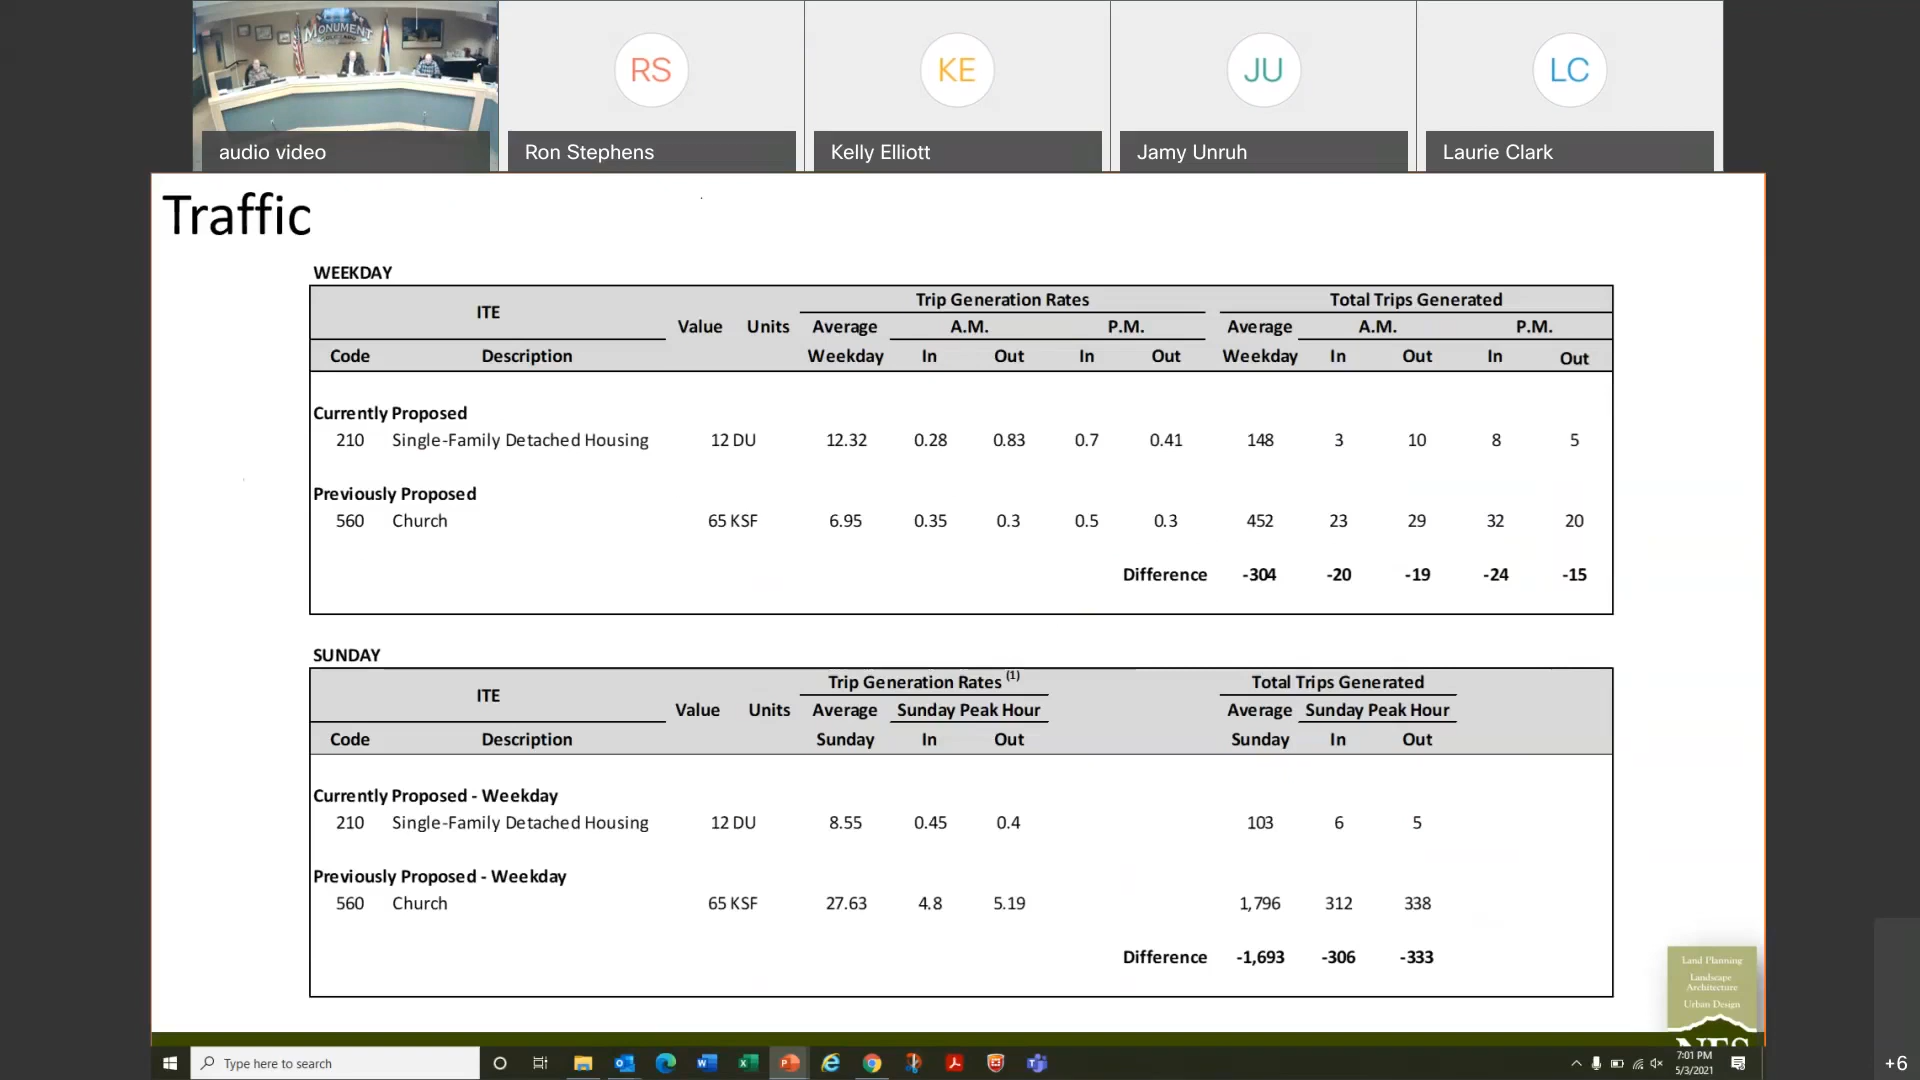 MONUMENT
RS
KE
JU
LC
audio video
Ron Stephens
Kelly Elliott
Jamy Unruh
Laurie Clark
Traffic
WEEKDAY
ITE Trip Generation Rates Total Trips Generated
Value Units Average A.M. P.M. Average A.M. P.M.
Code Description Weekday In Out In Out Weekday In Out In Out
Currently Proposed
210 Single-Family Detached Housing 12 DU 12.32 0.28 0.83 0.7 0.41 148 3 10 8 5
Previously Proposed
560 Church 65 KSF 6.95 0.35 0.3 0.5 0.3 452 23 29 32 20
Difference -304 -20 -19 -24 -15
SUNDAY
ITE Trip Generation Rates (1) Total Trips Generated
Value Units Average Sunday Peak Hour Average Sunday Peak Hour
Code Description Sunday In Out Sunday In Out
Currently Proposed - Weekday
210 Single-Family Detached Housing 12 DU 8.55 0.45 0.4 103 6 5
Previously Proposed - Weekday
560 Church 65 KSF 27.63 4.8 5.19 1,796 312 338
Difference -1,693 -306 -333
Land Planning
Landscape
Architecture
Urban Design
NES
Type here to search
7:01 PM
5/3/2021
+6